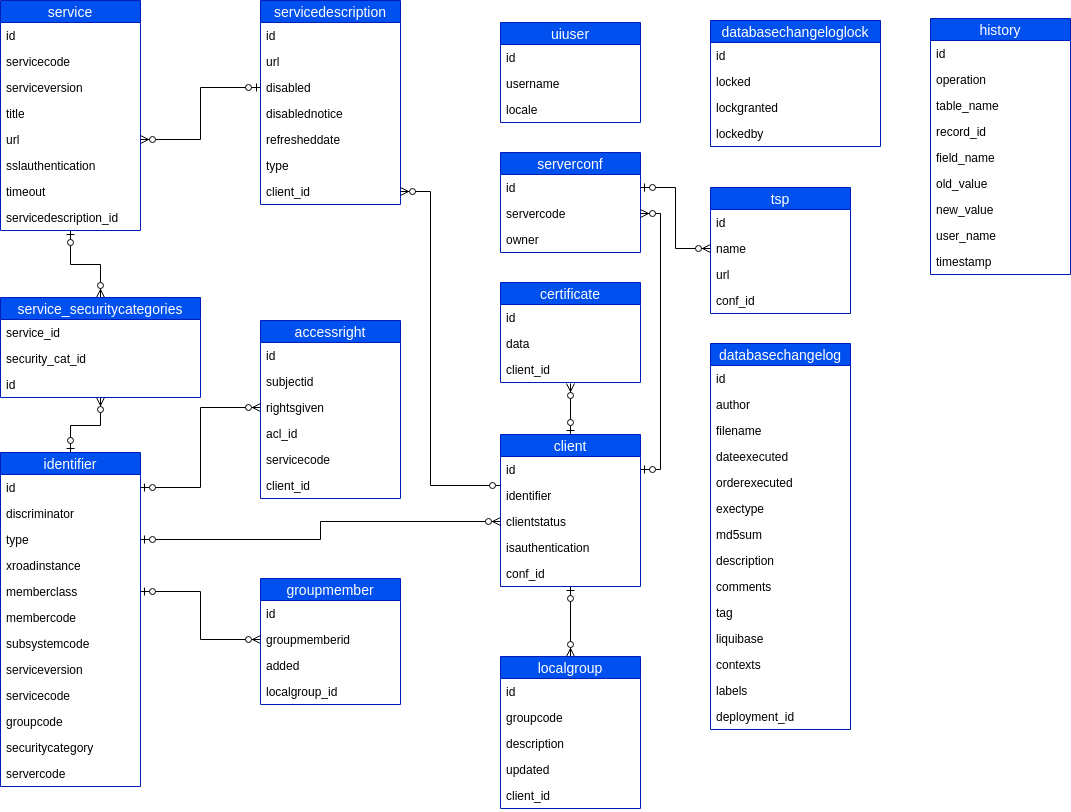 service
id
servicecode
serviceversion
title
url
sslauthentication
timeout
servicedescription_id
servicedescription
id
url
disabled
disablednotice
refresheddate
type
client_id
uiuser
id
username
locale
databasechangeloglock
id
locked
lockgranted
lockedby
history
id
operation
table_name
record_id
field_name
old_value
new_value
user_name
timestamp
serverconf
id
servercode
owner
tsp
id
name
url
conf_id
service_securitycategories
service_id
security_cat_id
id
accessright
id
subjectid
rightsgiven
acl_id
servicecode
client_id
certificate
id
data
client_id
databasechangelog
id
author
filename
dateexecuted
orderexecuted
exectype
md5sum
description
comments
tag
liquibase
contexts
labels
deployment_id
identifier
id
discriminator
type
xroadinstance
memberclass
membercode
subsystemcode
serviceversion
servicecode
groupcode
securitycategory
servercode
client
id
identifier
clientstatus
isauthentication
conf_id
groupmember
id
groupmemberid
added
localgroup_id
localgroup
id
groupcode
description
updated
client_id